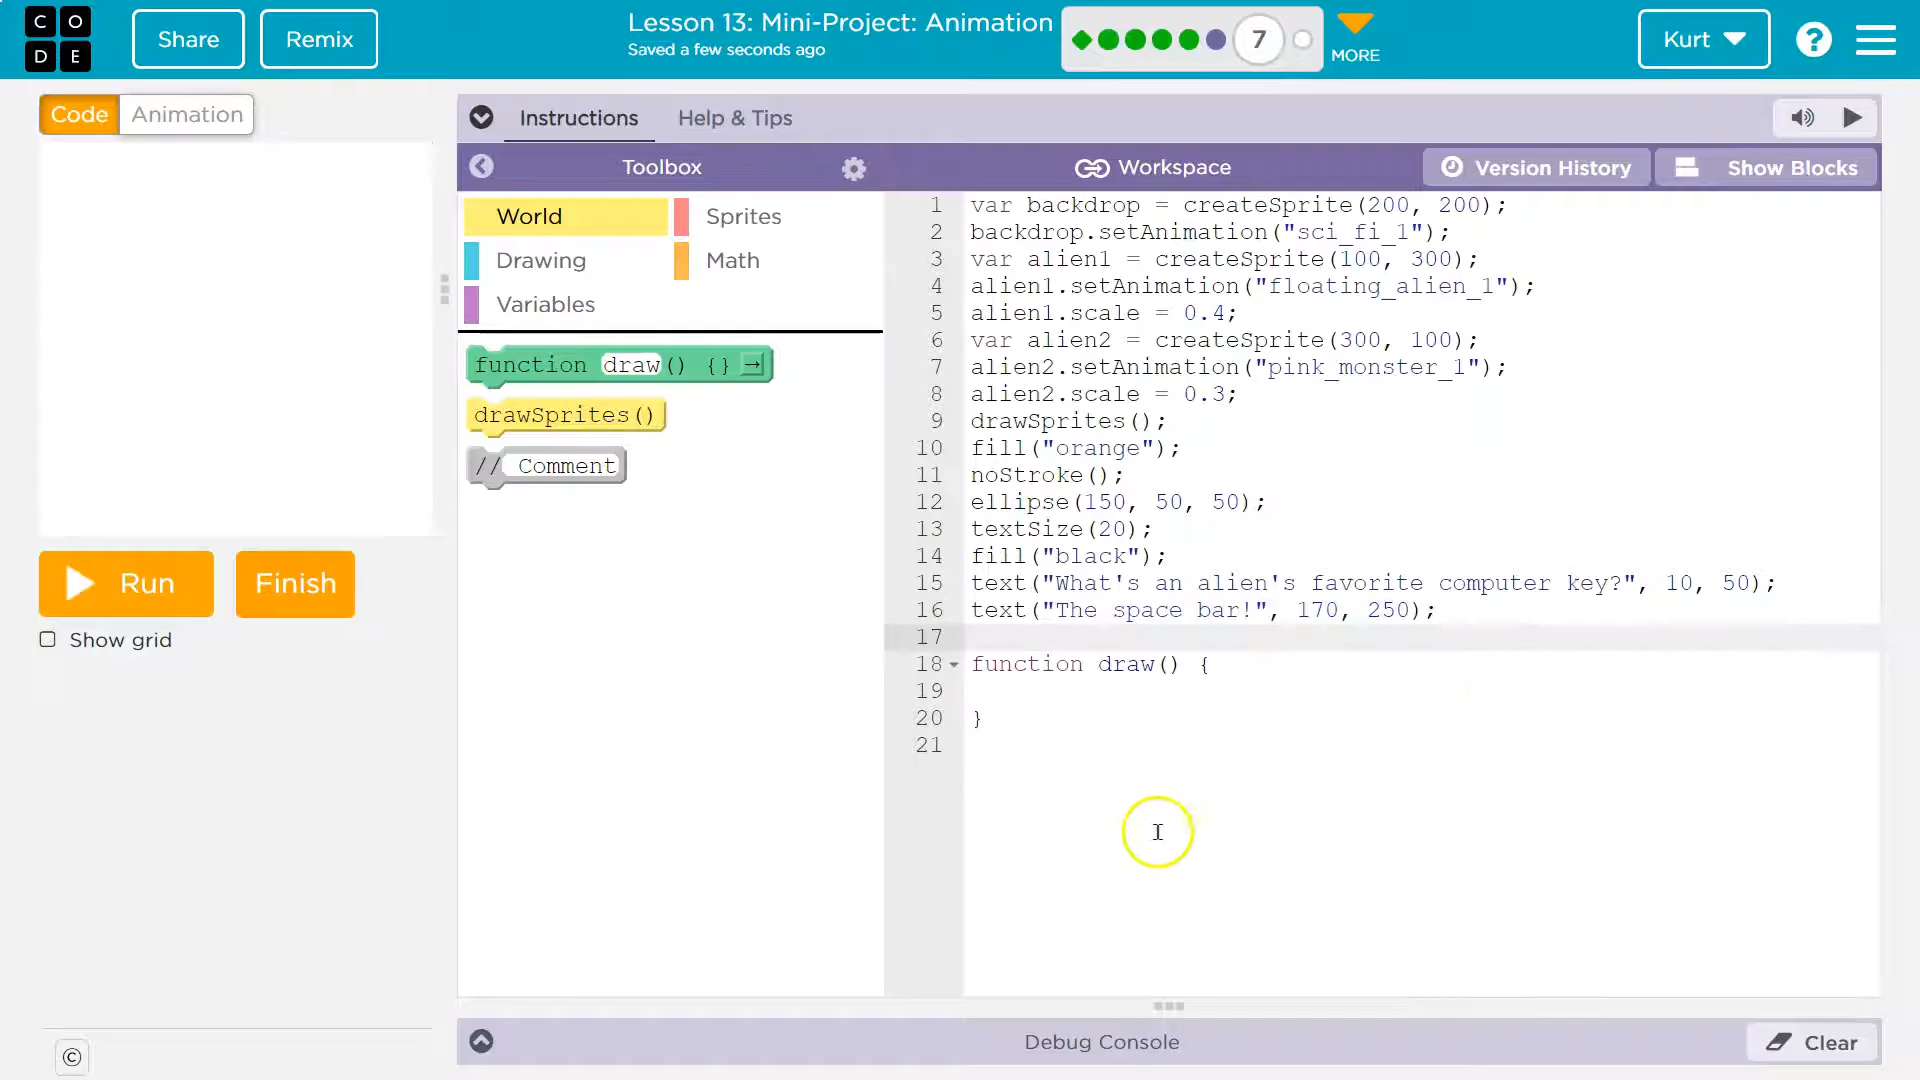 C O D E
Share
Remix
Lesson 13: Mini-Project: Animation
Saved a few seconds ago
7
MORE
Kurt
?
Code
Animation
Instructions
Help & Tips
Toolbox
Workspace
Version History
Show Blocks
World
Sprites
Drawing
Math
Variables
function draw() {} →
drawSprites()
// Comment
1 var backdrop = createSprite(200, 200);
2 backdrop.setAnimation("sci_fi_1");
3 var alien1 = createSprite(100, 300);
4 alien1.setAnimation("floating_alien_1");
5 alien1.scale = 0.4;
6 var alien2 = createSprite(300, 100);
7 alien2.setAnimation("pink_monster_1");
8 alien2.scale = 0.3;
9 drawSprites();
10 fill("orange");
11 noStroke();
12 ellipse(150, 50, 50);
13 textSize(20);
14 fill("black");
15 text("What's an alien's favorite computer key?", 10, 50);
16 text("The space bar!", 170, 250);
17
18 function draw() {
19
20 }
21
Run
Finish
Show grid
©
Debug Console
Clear